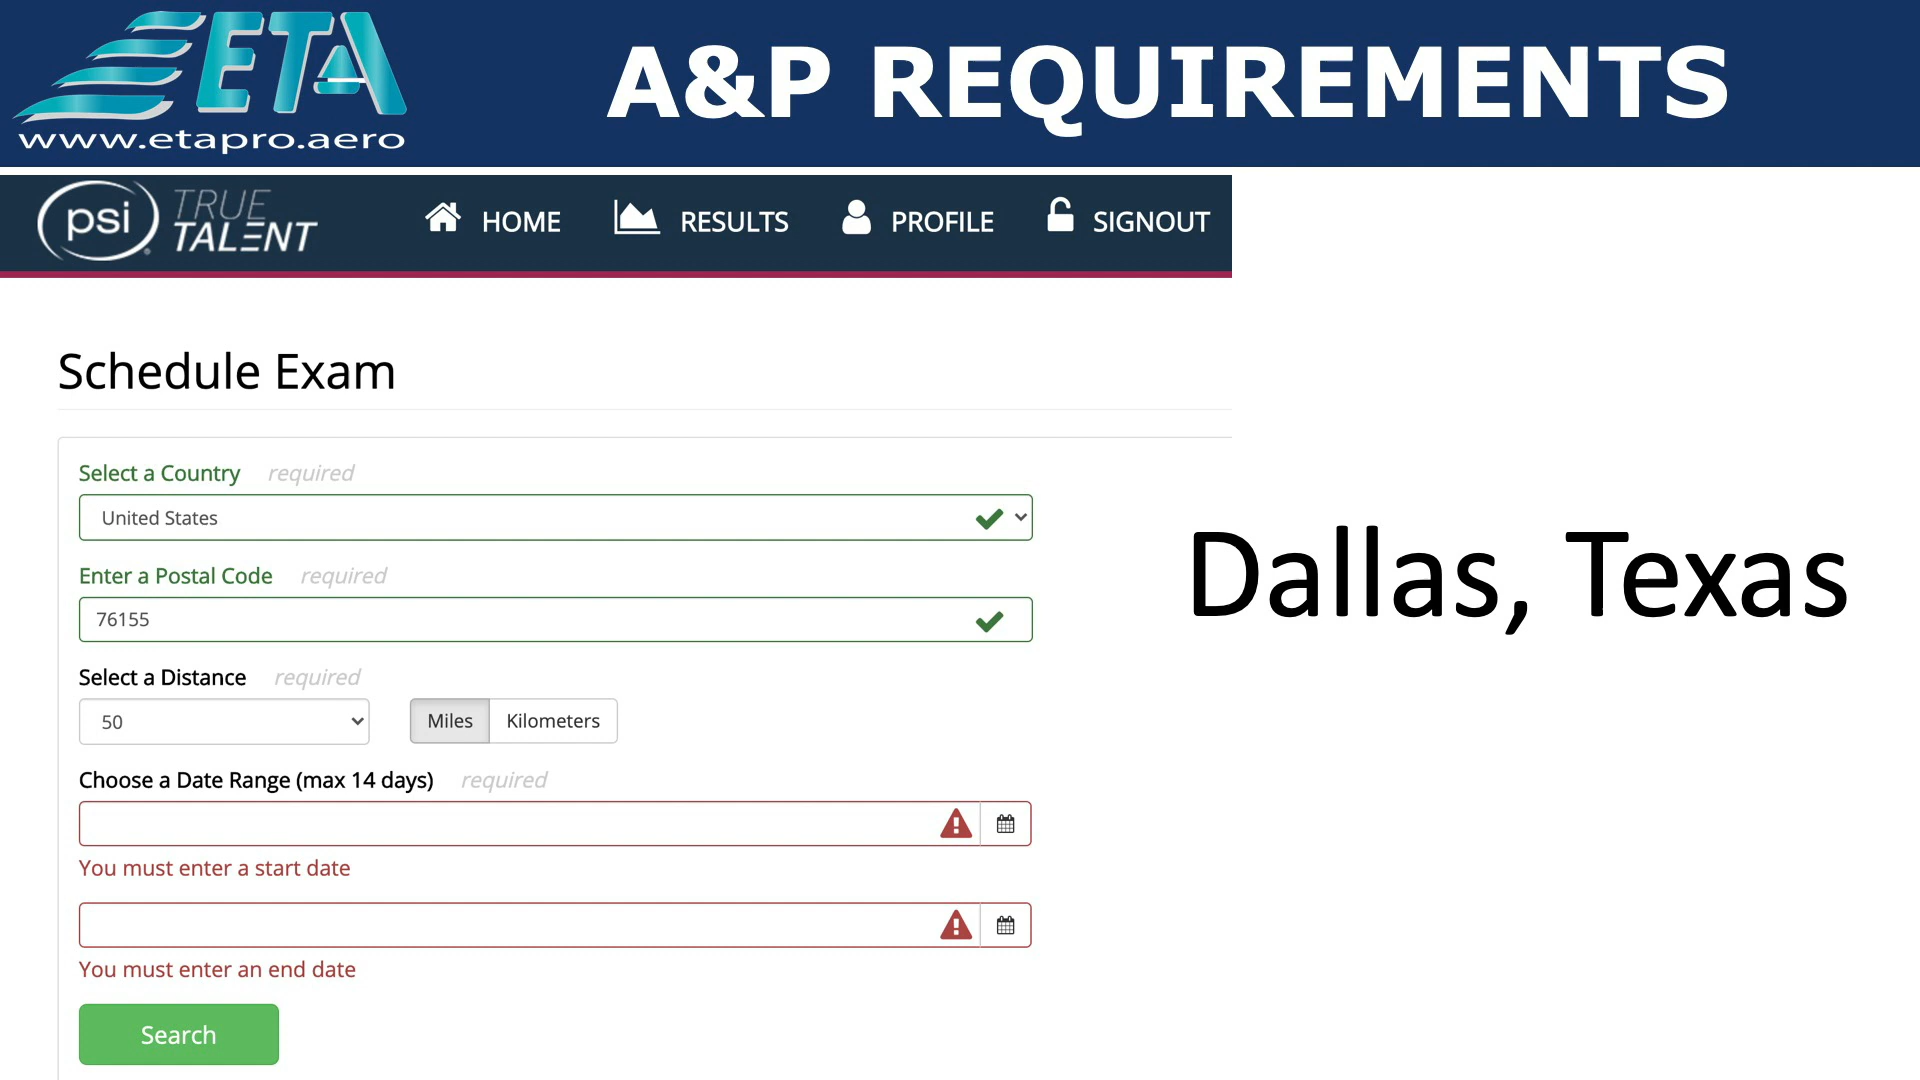 ETA
www.etapro.aero
A&P REQUIREMENTS
psi TRUE TALENT
HOME RESULTS PROFILE SIGNOUT
Schedule Exam
Select a Country required
United States
Enter a Postal Code required
76155
Dallas, Texas
Select a Distance required
50 Miles Kilometers
Choose a Date Range (max 14 days) required
You must enter a start date
You must enter an end date
Search